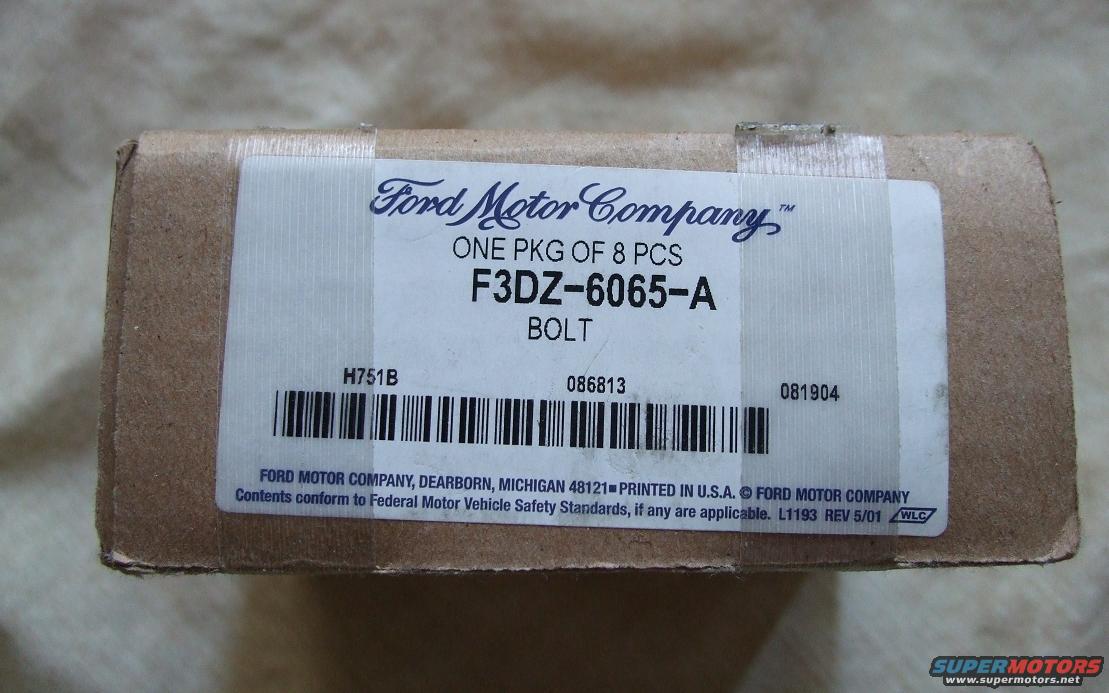 Ford Motor Company™
ONE PKG OF 8 PCS
F3DZ-6065-A
BOLT
H751B 086813 081904
FORD MOTOR COMPANY, DEARBORN, MICHIGAN 48121■PRINTED IN U.S.A. © FORD MOTOR COMPANY
Contents conform to Federal Motor Vehicle Safety Standards, if any are applicable. L1193 REV 5/01 WLC
SUPERMOTORS
www.supermotors.net